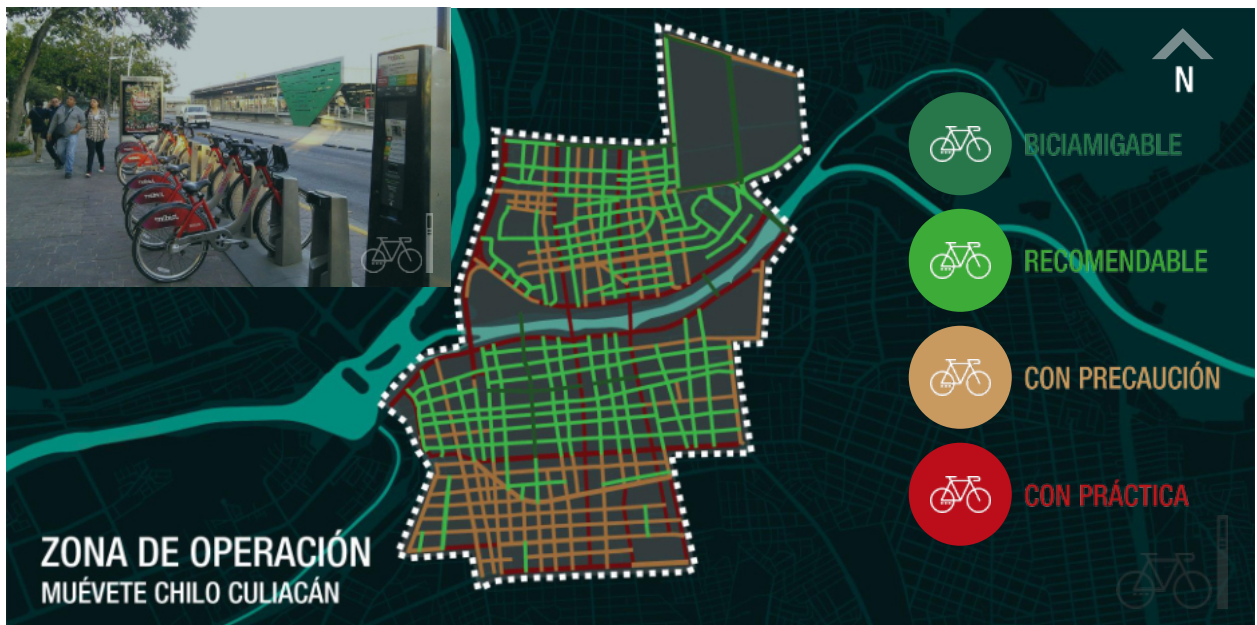 N
BICIAMIGABLE
RECOMENDABLE
CON PRECAUCIÓN
CON PRÁCTICA
ZONA DE OPERACIÓN
MUÉVETE CHILO CULIACÁN